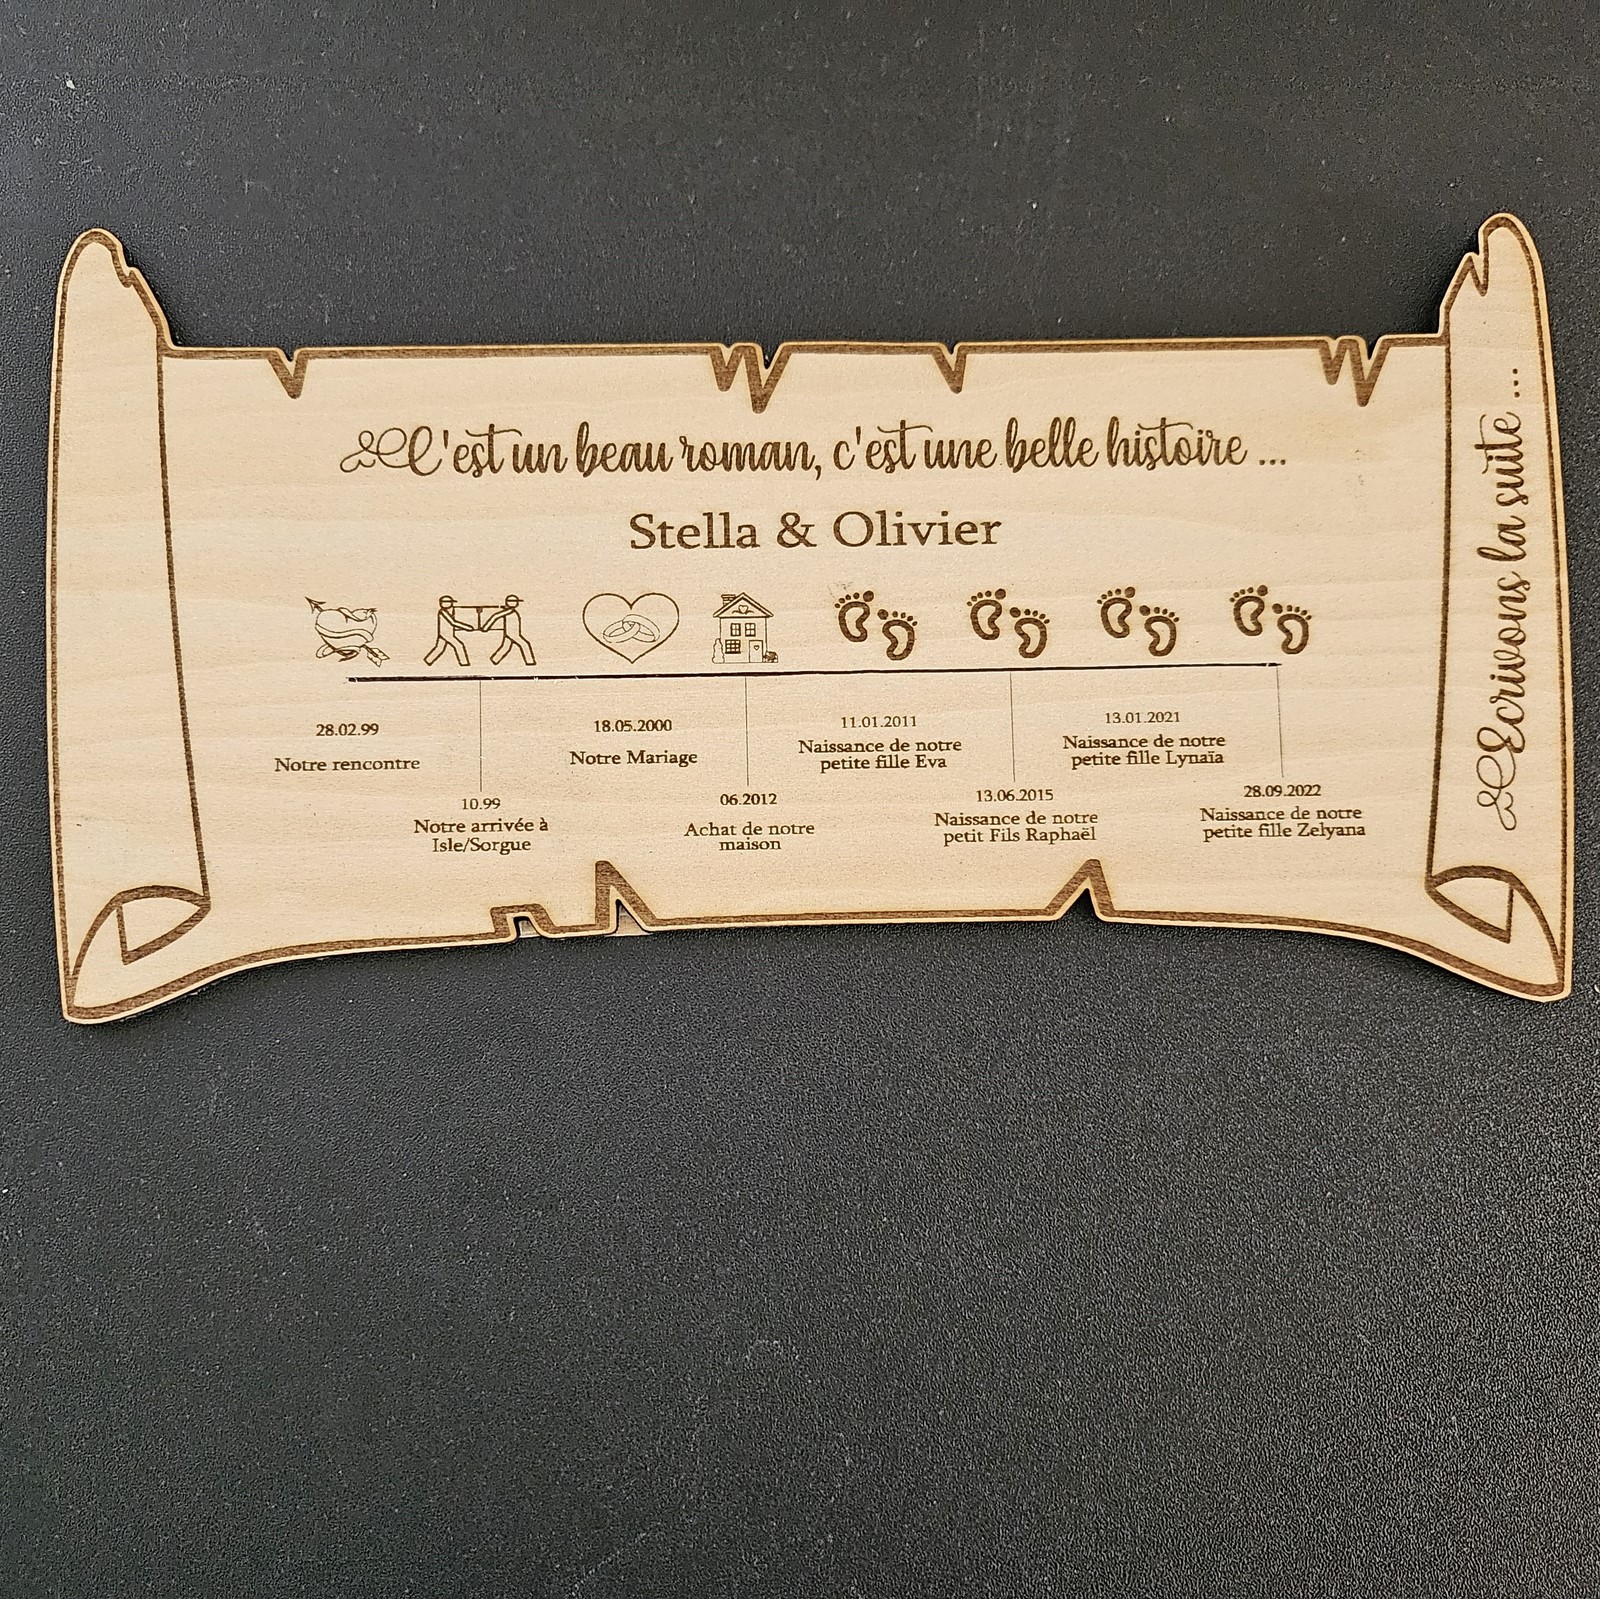 C'est un beau roman, c'est une belle histoire ...
Stella & Olivier
28.02.99
Notre rencontre
10.99
Notre arrivée à
Isle/Sorgue
18.05.2000
Notre Mariage
06.2012
Achat de notre
maison
11.01.2011
Naissance de notre
petite fille Eva
13.06.2015
Naissance de notre
petit Fils Raphaël
13.01.2021
Naissance de notre
petite fille Lynaïa
28.09.2022
Naissance de notre
petite fille Zelyana
Ecrivons la suite ...